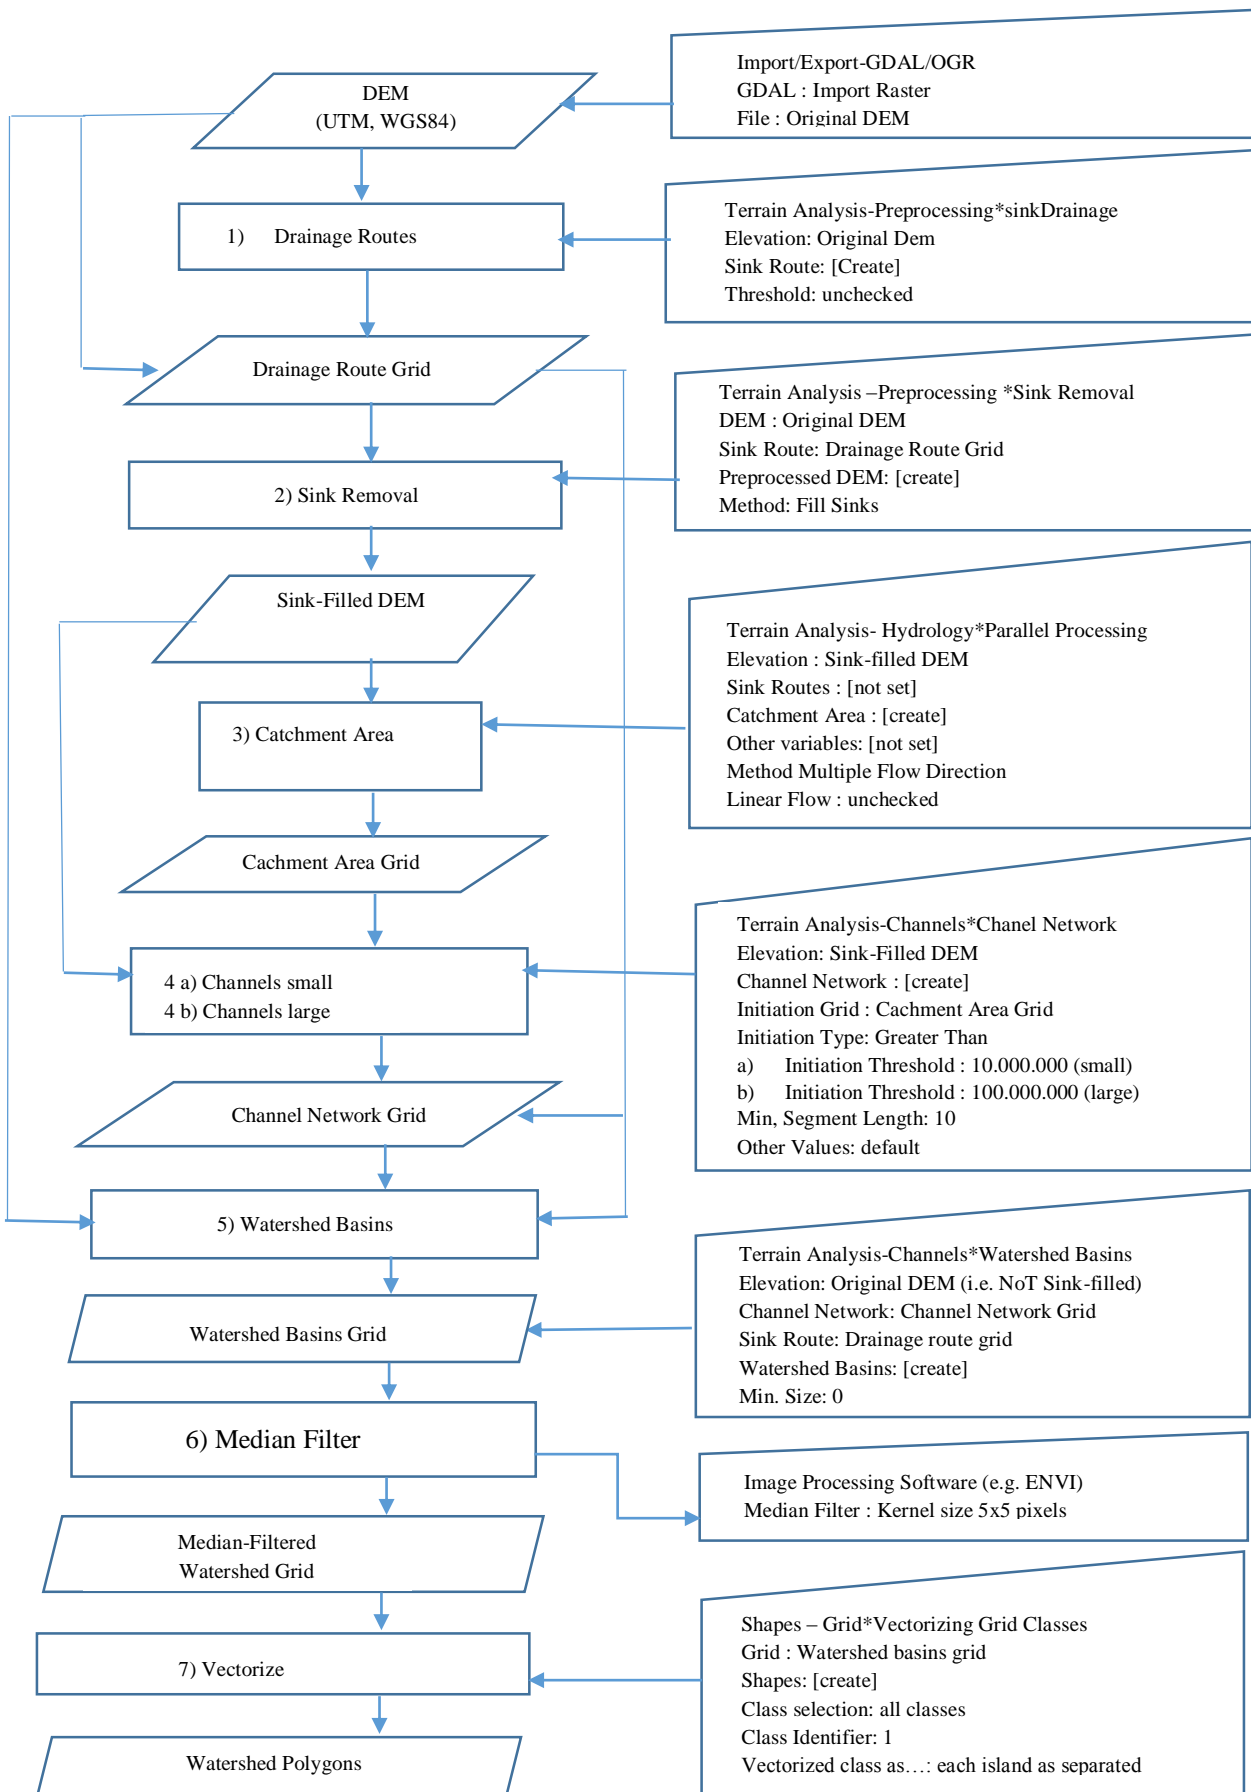 Import/Export-GDAL/OGR
GDAL : Import Raster
File : Original DEM
DEM
(UTM, WGS84)
Terrain Analysis-Preprocessing*sinkDrainage
Elevation: Original Dem
Sink Route: [Create]
Threshold: unchecked
1) Drainage Routes
Drainage Route Grid
Terrain Analysis –Preprocessing *Sink Removal
DEM : Original DEM
Sink Route: Drainage Route Grid
Preprocessed DEM: [create]
Method: Fill Sinks
2) Sink Removal
Sink-Filled DEM
Terrain Analysis- Hydrology*Parallel Processing
Elevation : Sink-filled DEM
Sink Routes : [not set]
Catchment Area : [create]
Other variables: [not set]
Method Multiple Flow Direction
Linear Flow : unchecked
3) Catchment Area
Cachment Area Grid
Terrain Analysis-Channels*Chanel Network
Elevation: Sink-Filled DEM
Channel Network : [create]
Initiation Grid : Cachment Area Grid
Initiation Type: Greater Than
a) Initiation Threshold : 10.000.000 (small)
b) Initiation Threshold : 100.000.000 (large)
Min, Segment Length: 10
Other Values: default
4 a) Channels small
4 b) Channels large
Channel Network Grid
5) Watershed Basins
Terrain Analysis-Channels*Watershed Basins
Elevation: Original DEM (i.e. NoT Sink-filled)
Channel Network: Channel Network Grid
Sink Route: Drainage route grid
Watershed Basins: [create]
Min. Size: 0
Watershed Basins Grid
6) Median Filter
Image Processing Software (e.g. ENVI)
Median Filter : Kernel size 5x5 pixels
Median-Filtered
Watershed Grid
Shapes – Grid*Vectorizing Grid Classes
Grid : Watershed basins grid
Shapes: [create]
Class selection: all classes
Class Identifier: 1
Vectorized class as…: each island as separated
7) Vectorize
Watershed Polygons